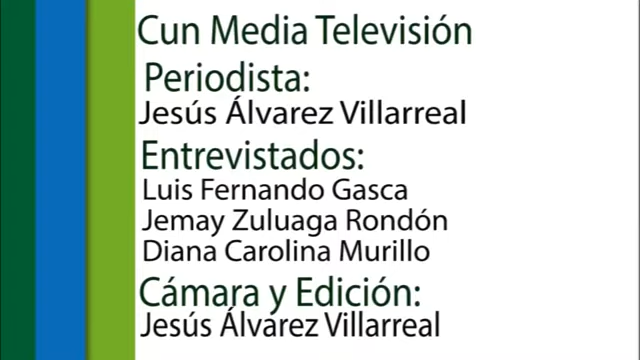 Cun Media Televisión
Periodista:
Jesús Álvarez Villarreal
Entrevistados:
Luis Fernando Gasca
Jemay Zuluaga Rondón
Diana Carolina Murillo
Cámara y Edición:
Jesús Álvarez Villarreal